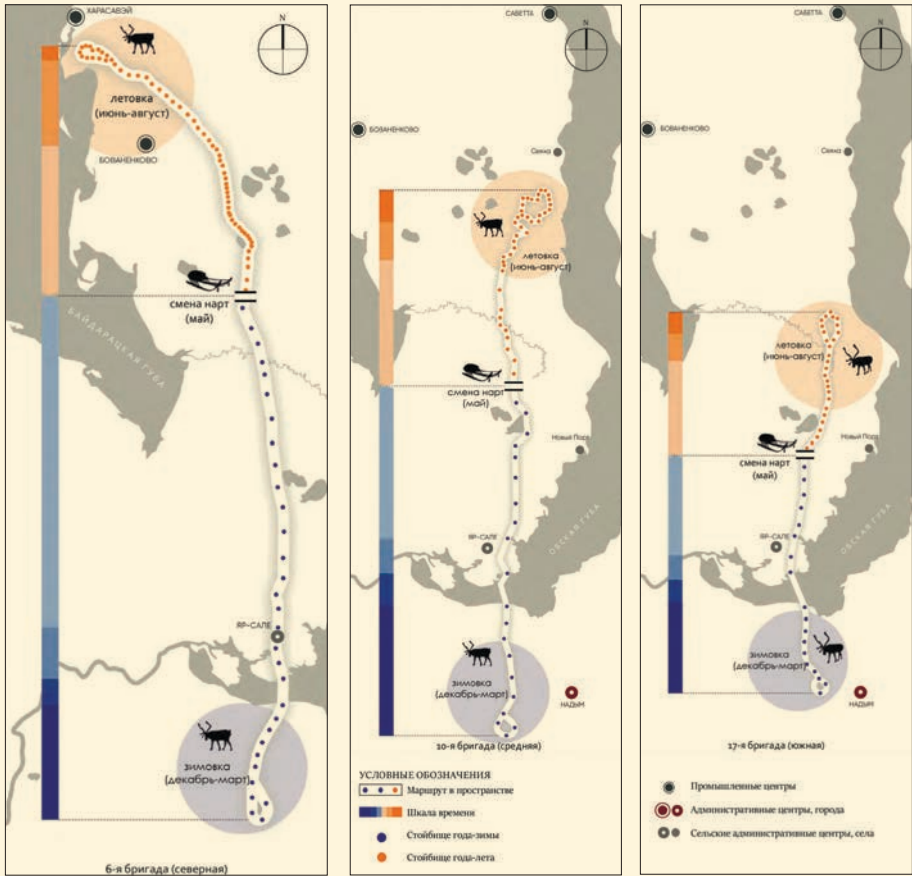 ХАРАСАВЭЙ
N
летовка
(июнь-август)
БОВАНЕНКОВО
смена нарт
(май)
БАЙДАРАЦКАЯ ГУБА
ЯР-САЛЕ
зимовка
(декабрь-март)
6-я бригада (северная)
САБЕТТА
N
БОВАНЕНКОВО
Сеяха
летовка
(июнь-август)
смена нарт
(май)
Новый Порт
ЯР-САЛЕ
ОБСКАЯ ГУБА
зимовка
(декабрь-март)
НАДЫМ
10-я бригада (средняя)
УСЛОВНЫЕ ОБОЗНАЧЕНИЯ
Маршрут в пространстве
Шкала времени
Стойбище года-зимы
Стойбище года-лета
САБЕТТА
N
БОВАНЕНКОВО
Сеяха
летовка
(июнь-август)
Новый Порт
смена нарт
(май)
ЯР-САЛЕ
ОБСКАЯ ГУБА
зимовка
(декабрь-март)
НАДЫМ
17-я бригада (южная)
Промышленные центры
Административные центры, города
Сельские административные центры, села